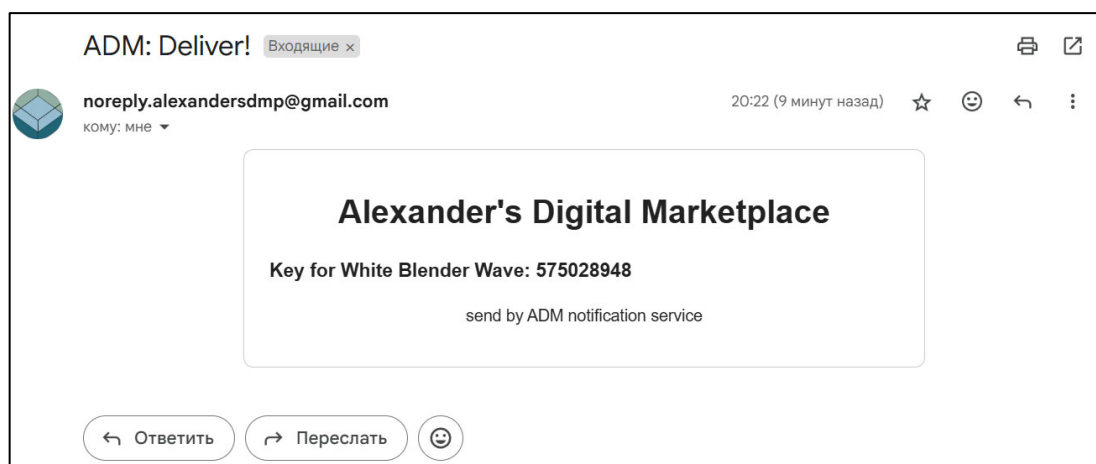 ADM: Deliver! Входящие ×
noreply.alexandersdmp@gmail.com 20:22 (9 минут назад)
кому: мне
Alexander's Digital Marketplace
Key for White Blender Wave: 575028948
send by ADM notification service
Ответить Переслать